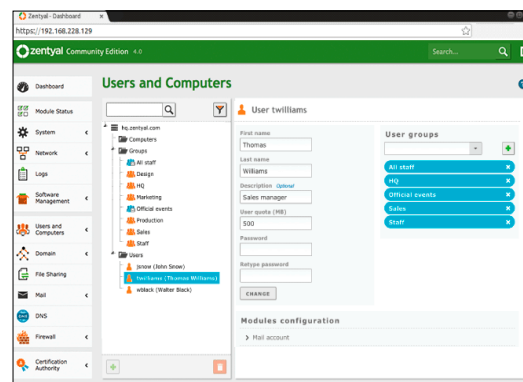 Zentyal - Dashboard
https://192.168.228.129
zentyal Community Edition 4.0
Search...
Dashboard
Module Status
System
Network
Logs
Software Management
Users and Computers
Domain
File Sharing
Mail
DNS
Firewall
Certification Authority
Users and Computers
hq.zentyal.com
Computers
Groups
All staff
Design
HQ
Marketing
Official events
Production
Sales
Staff
Users
jsnow (John Snow)
twilliams (Thomas Williams)
wblack (Walter Black)
User twilliams
First name
Thomas
Last name
Williams
Description Optional
Sales manager
User quota (MB)
500
Password
Retype password
CHANGE
User groups
All staff
HQ
Official events
Sales
Staff
Modules configuration
Mail account